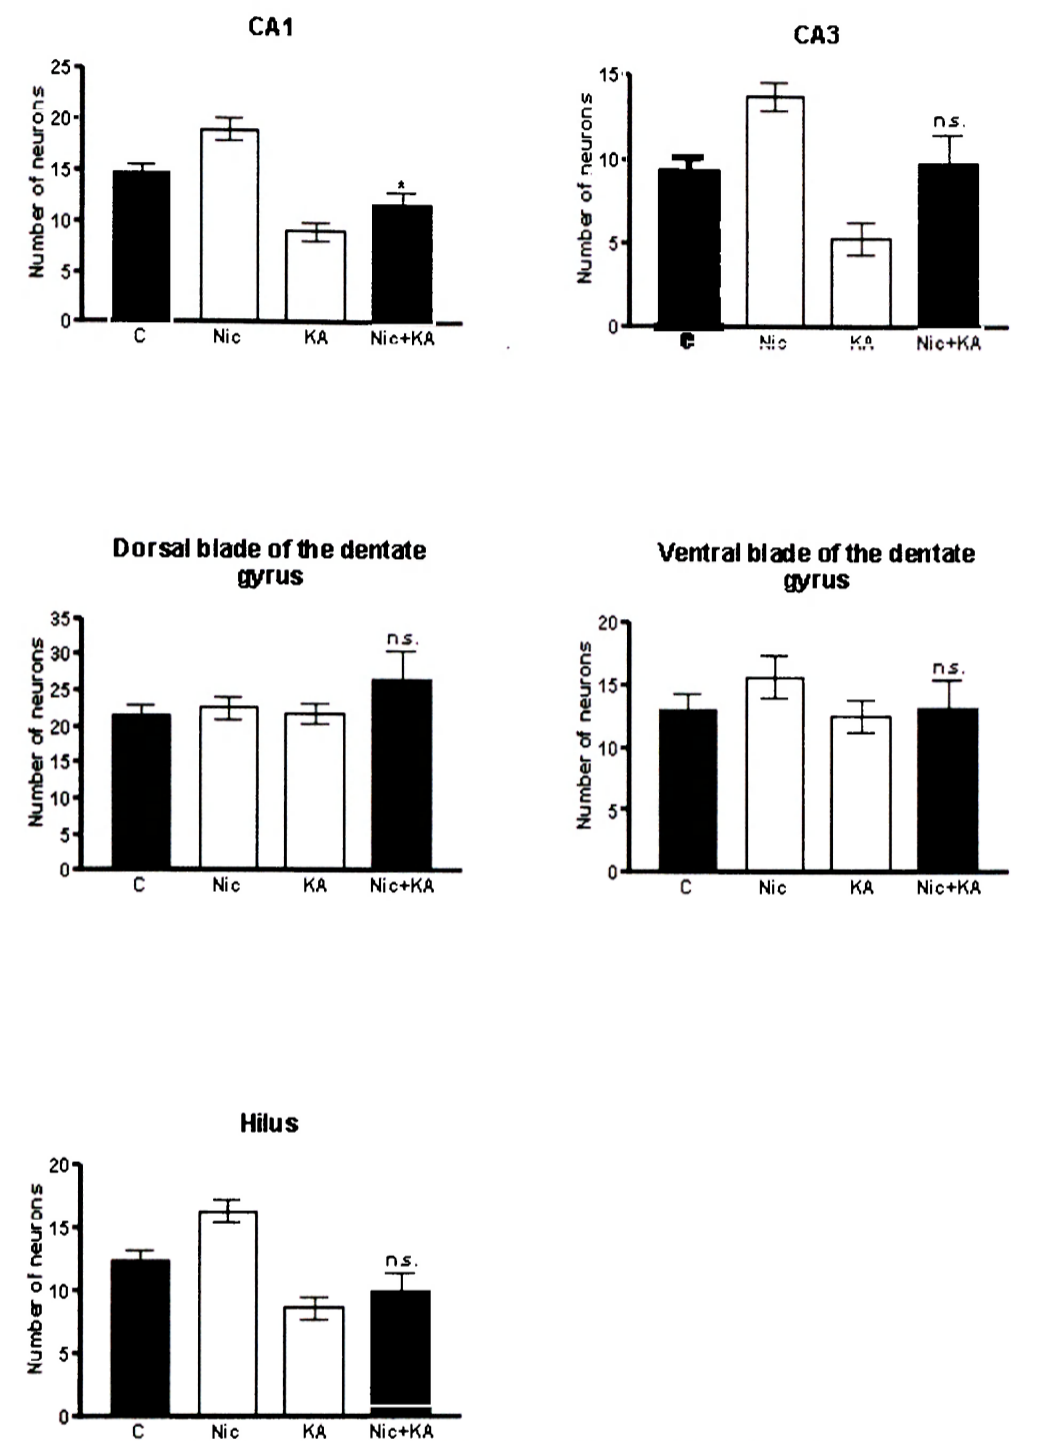 CA1
Number of neurons
25
20
15
10
5
0
*
C Nic KA Nic+KA
CA3
Number of neurons
15
10
5
0
ns.
C Nic KA Nic+KA
Dorsal blade of the dentate
gyrus
Number of neurons
35
30
25
20
15
10
5
0
ns.
C Nic KA Nic+KA
Ventral blade of the dentate
gyrus
Number of neurons
20
15
10
5
0
ns.
C Nic KA Nic+KA
Hilus
Number of neurons
20
15
10
5
0
ns.
C Nic KA Nic+KA